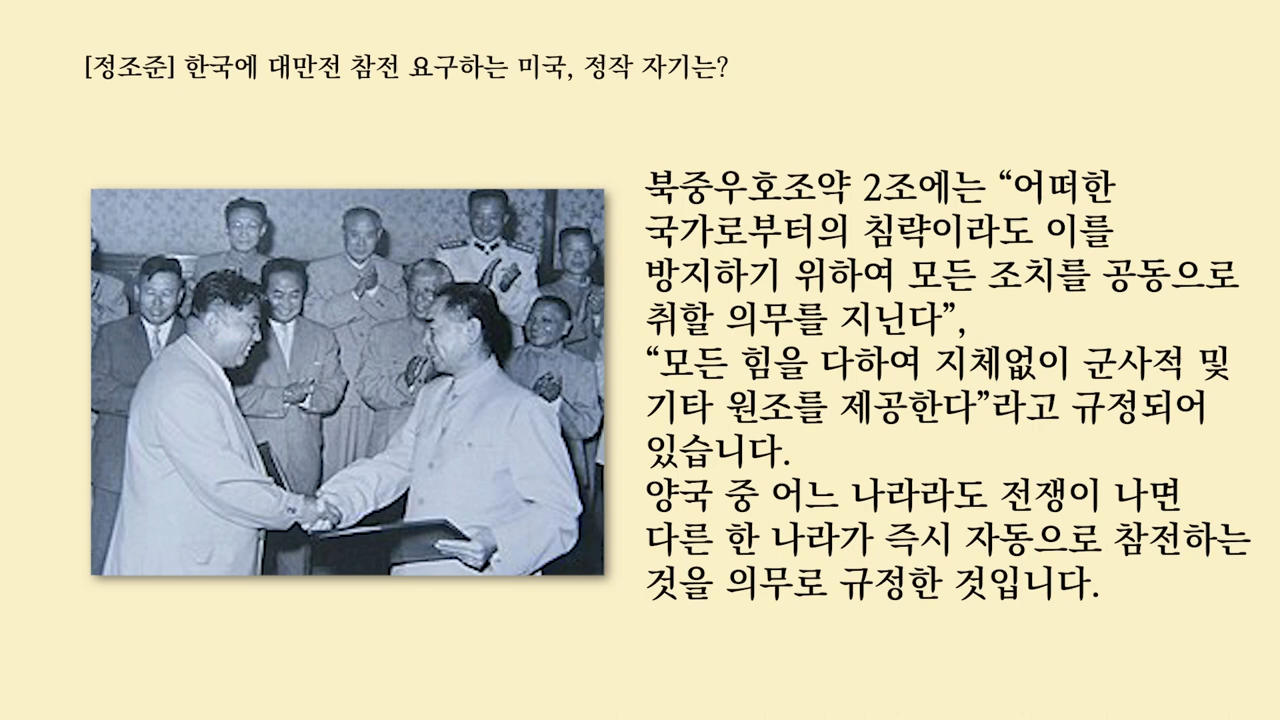 [정조준] 한국에 대만전 참전 요구하는 미국, 정작 자기는?
북중우호조약 2조에는 “어떠한
국가로부터의 침략이라도 이를
방지하기 위하여 모든 조치를 공동으로
취할 의무를 지닌다”,
“모든 힘을 다하여 지체없이 군사적 및
기타 원조를 제공한다”라고 규정되어
있습니다.
양국 중 어느 나라라도 전쟁이 나면
다른 한 나라가 즉시 자동으로 참전하는
것을 의무로 규정한 것입니다.